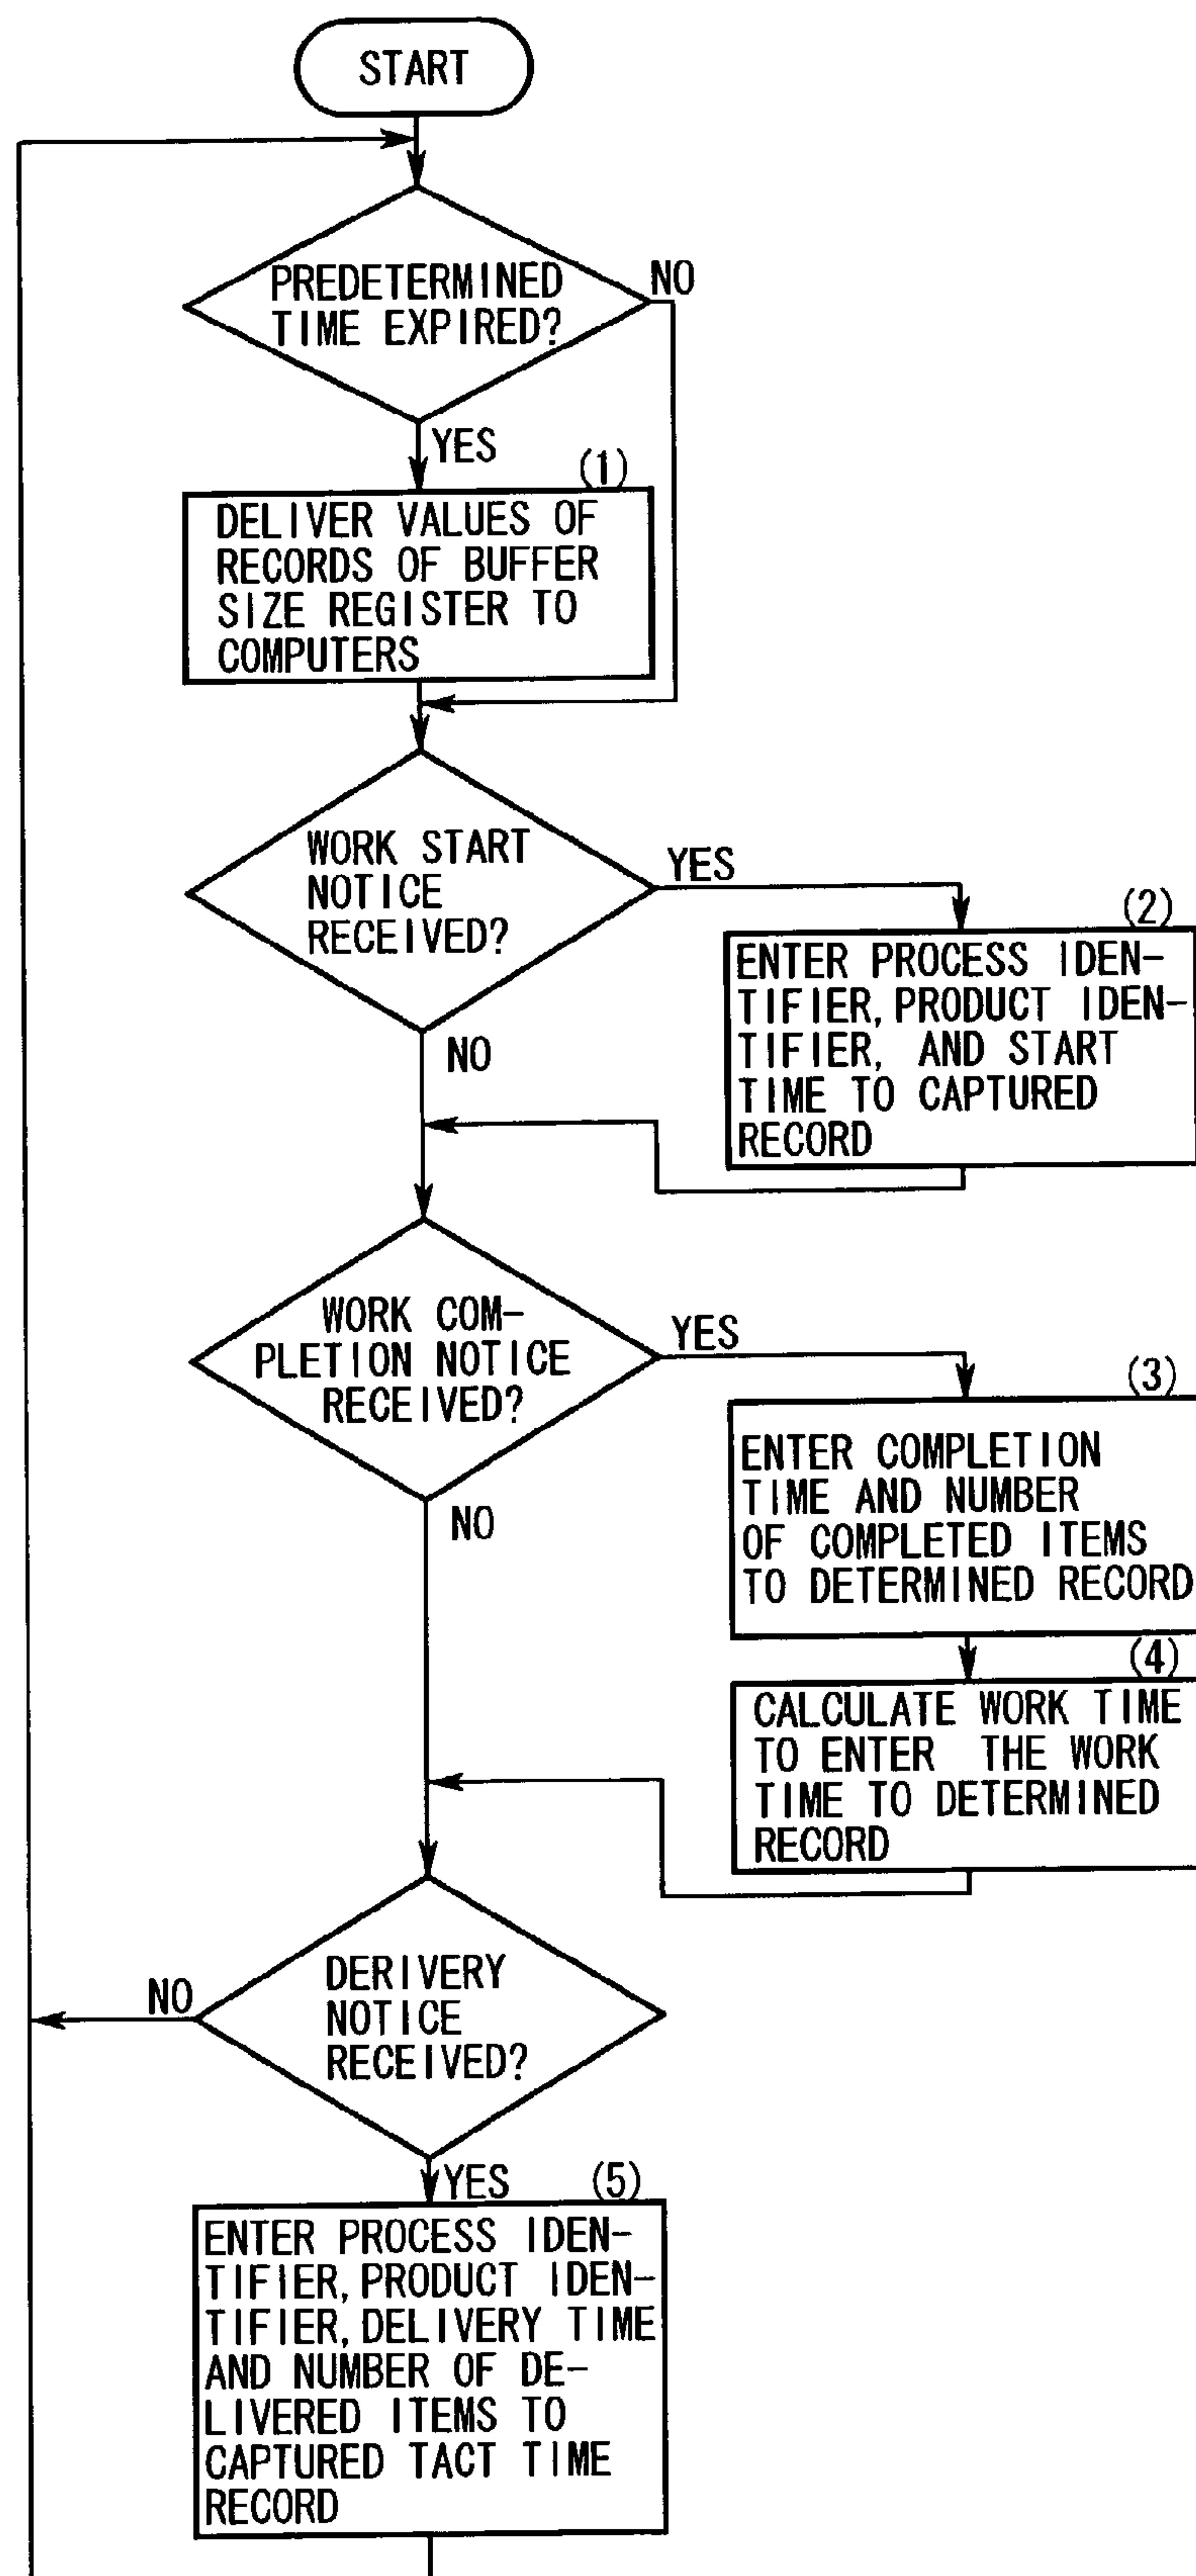 START
PREDETERMINED
TIME EXPIRED?
NO
YES
(1)
DELIVER VALUES OF
RECORDS OF BUFFER
SIZE REGISTER TO
COMPUTERS
WORK START
NOTICE
RECEIVED?
YES
NO
(2)
ENTER PROCESS IDEN-
TIFIER, PRODUCT IDEN-
TIFIER, AND START
TIME TO CAPTURED
RECORD
WORK COM-
PLETION NOTICE
RECEIVED?
YES
NO
(3)
ENTER COMPLETION
TIME AND NUMBER
OF COMPLETED ITEMS
TO DETERMINED RECORD
(4)
CALCULATE WORK TIME
TO ENTER THE WORK
TIME TO DETERMINED
RECORD
DERIVERY
NOTICE
RECEIVED?
NO
YES
(5)
ENTER PROCESS IDEN-
TIFIER, PRODUCT IDEN-
TIFIER, DELIVERY TIME
AND NUMBER OF DE-
LIVERED ITEMS TO
CAPTURED TACT TIME
RECORD